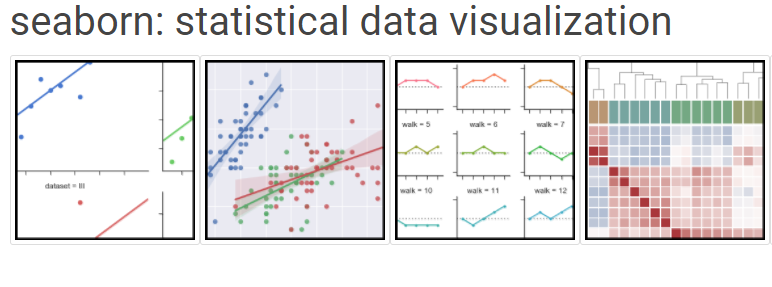 seaborn: statistical data visualization
walk = 5
walk = 6
walk = 7
dataset = III
walk = 10
walk = 11
walk = 12